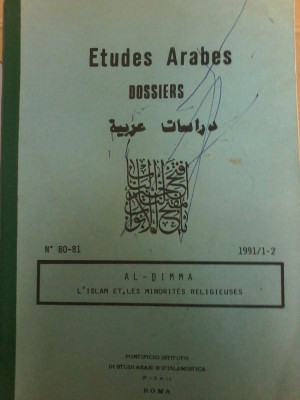 Etudes Arabes
DOSSIERS
دراسات عربية
N° 80-81 1991/1-2
AL-DIMMA
L'ISLAM ET LES MINORITÉS RELIGIEUSES
PONTIFICIO ISTITUTO
DI STUDI ARABI E D'ISLAMISTICA
ROMA